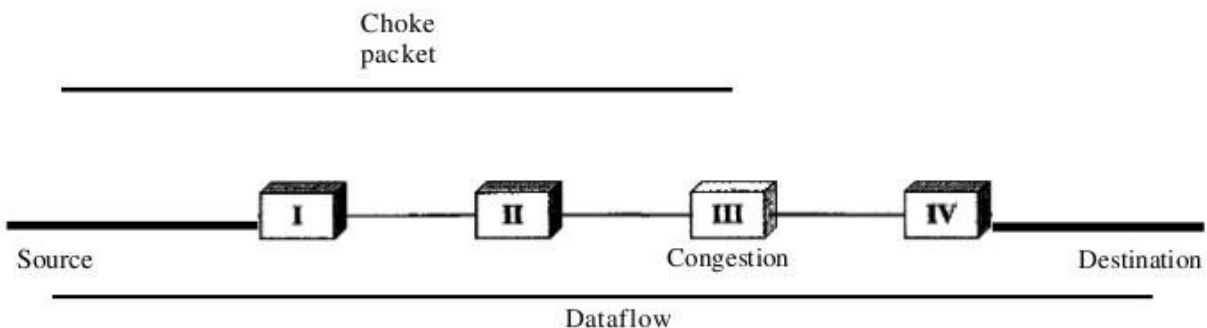 Choke
packet
I II III IV
Source Congestion Destination
Dataflow